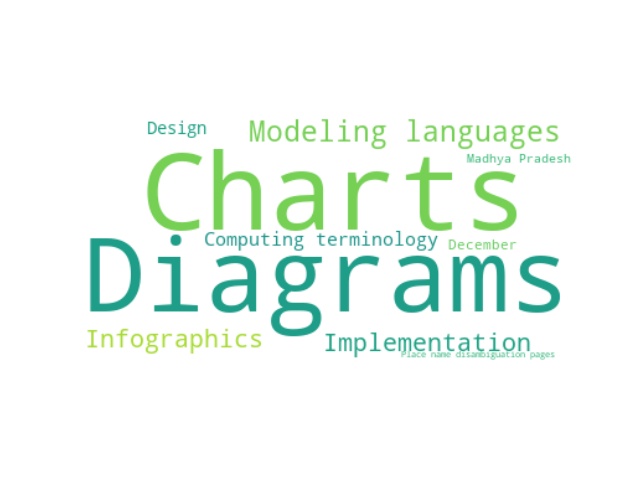 Design
Modeling languages
Madhya Pradesh
Charts
Computing terminology
December
Diagrams
Infographics
Implementation
Place name disambiguation pages